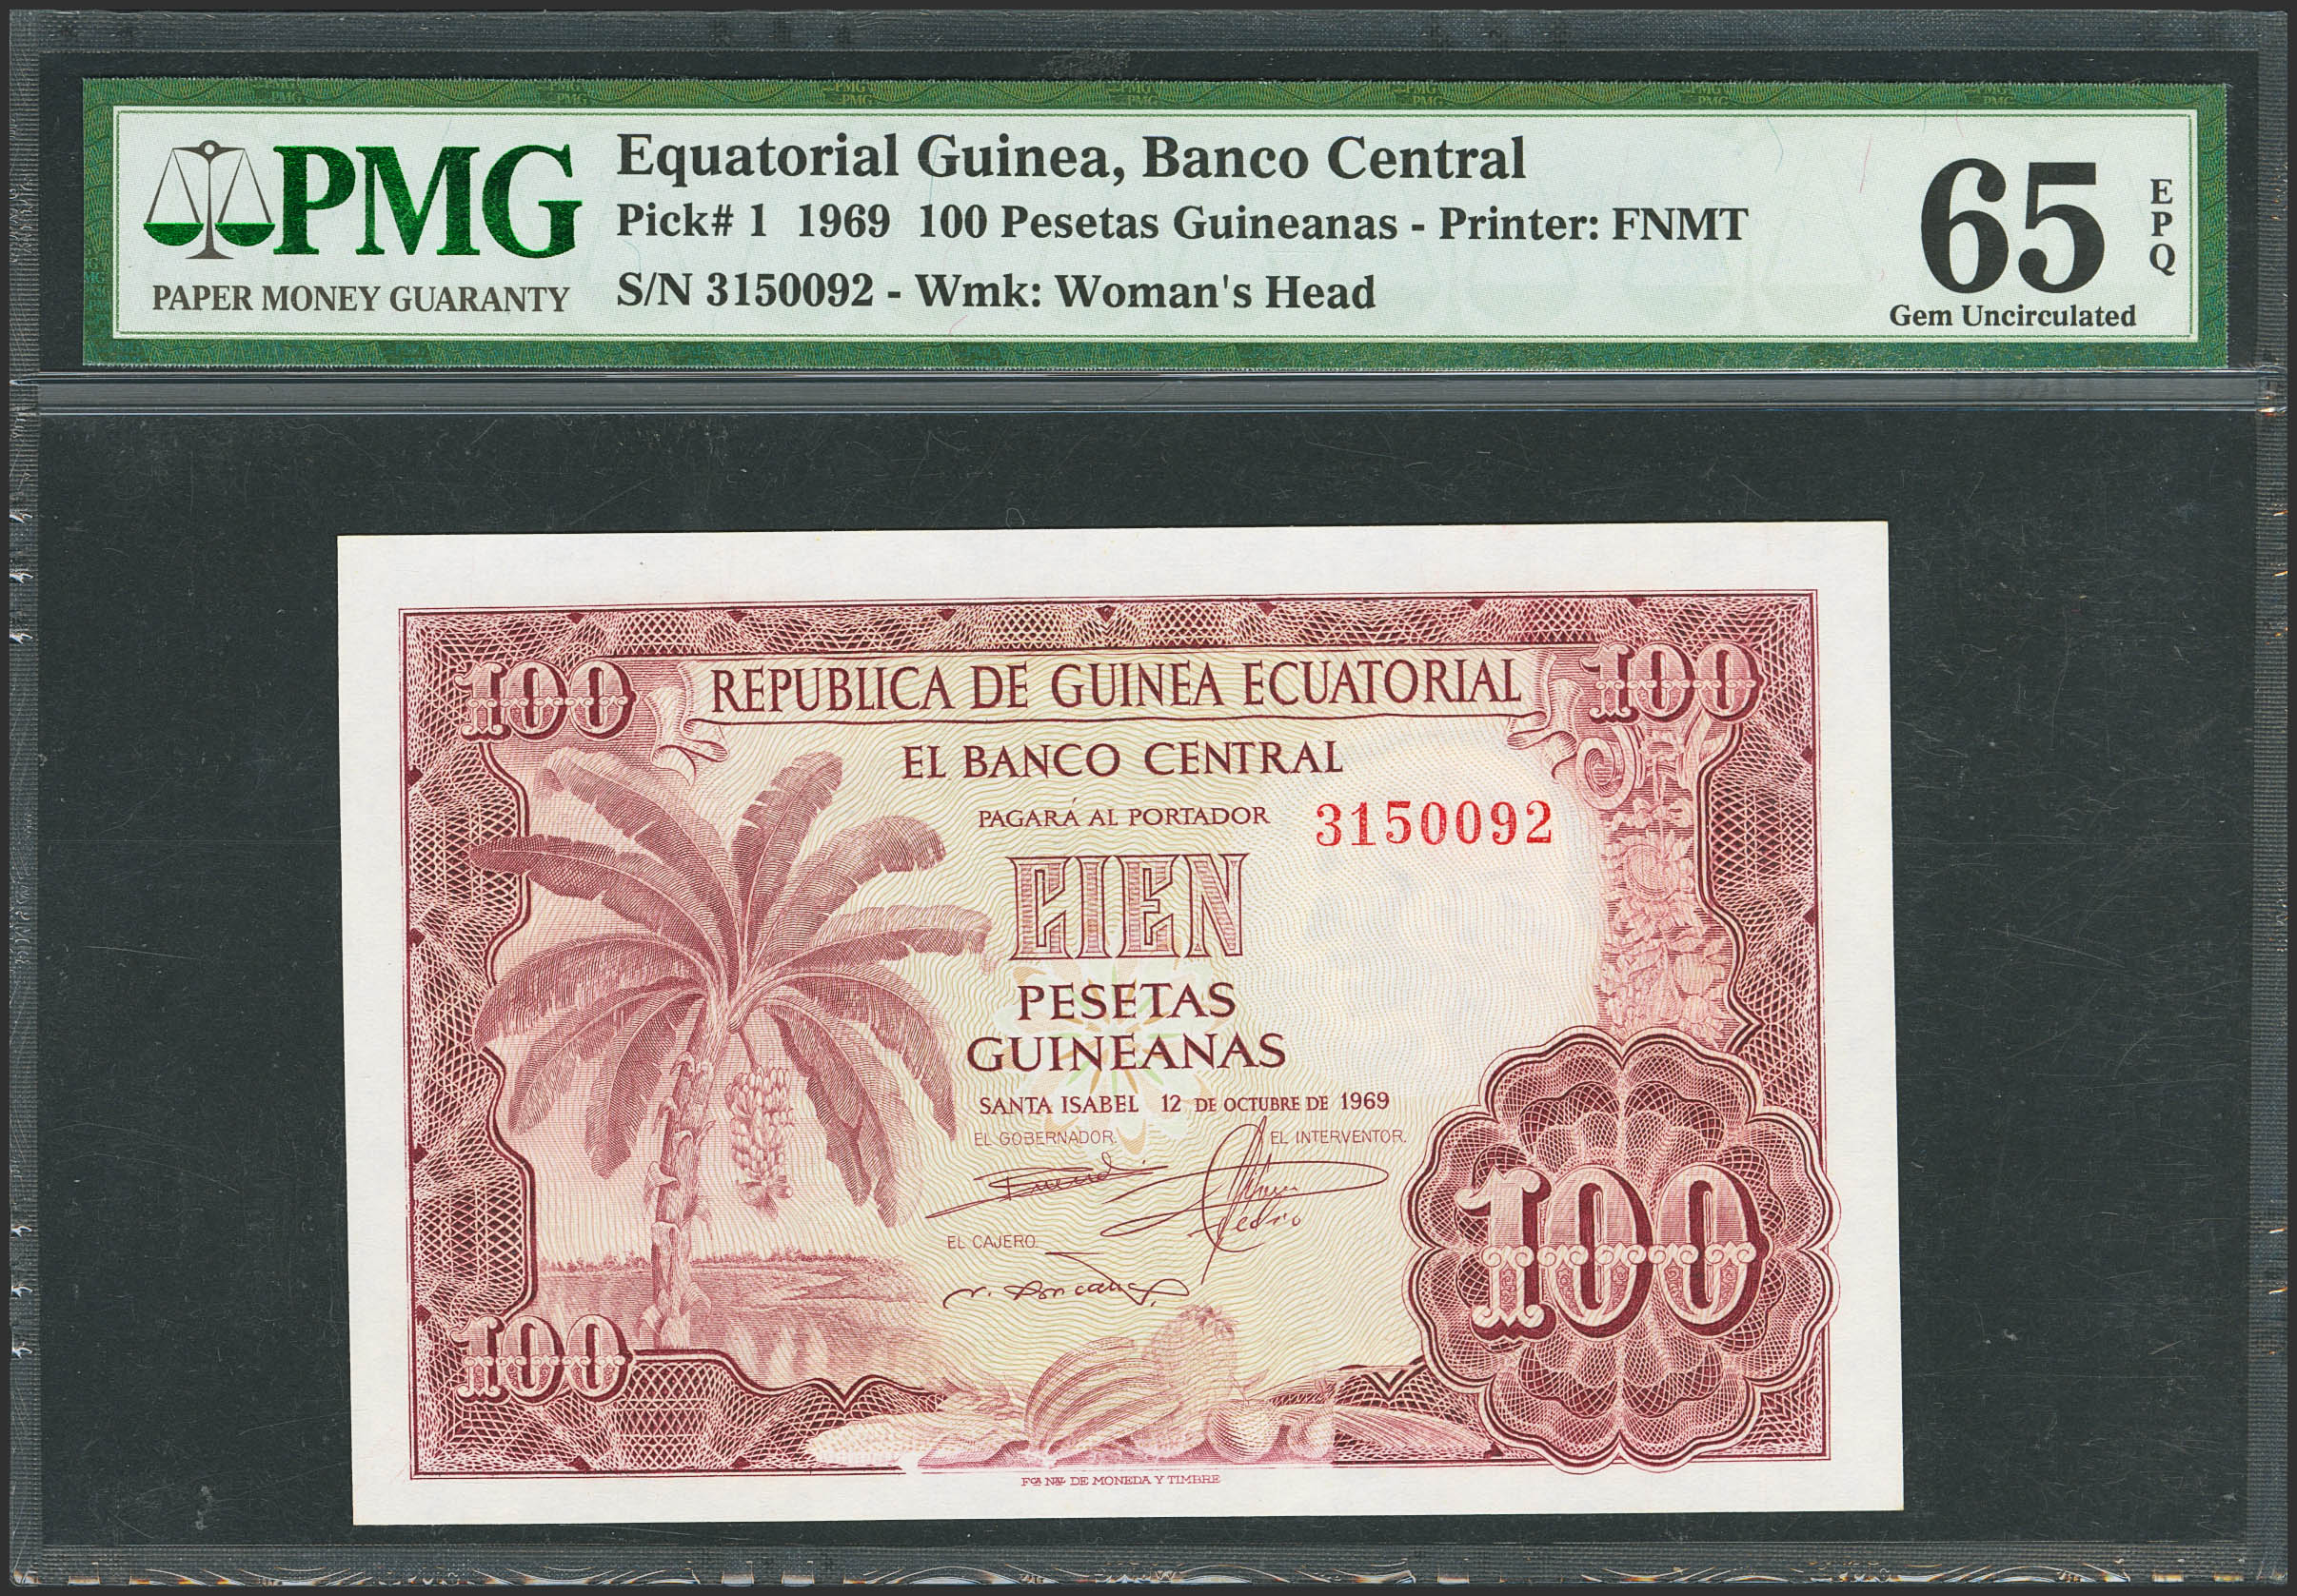 PMG
PAPER MONEY GUARANTY
Equatorial Guinea, Banco Central
Pick# 1 1969 100 Pesetas Guineanas - Printer: FNMT
S/N 3150092 - Wmk: Woman's Head
65
EPQ
Gem Uncirculated
100
REPUBLICA DE GUINEA ECUATORIAL
100
EL BANCO CENTRAL
PAGARÁ AL PORTADOR
3150092
CIEN
PESETAS
GUINEANAS
SANTA ISABEL 12 DE OCTUBRE DE 1969
EL GOBERNADOR.
EL INTERVENTOR.
EL CAJERO.
100
100
FCA NAL DE MONEDA Y TIMBRE